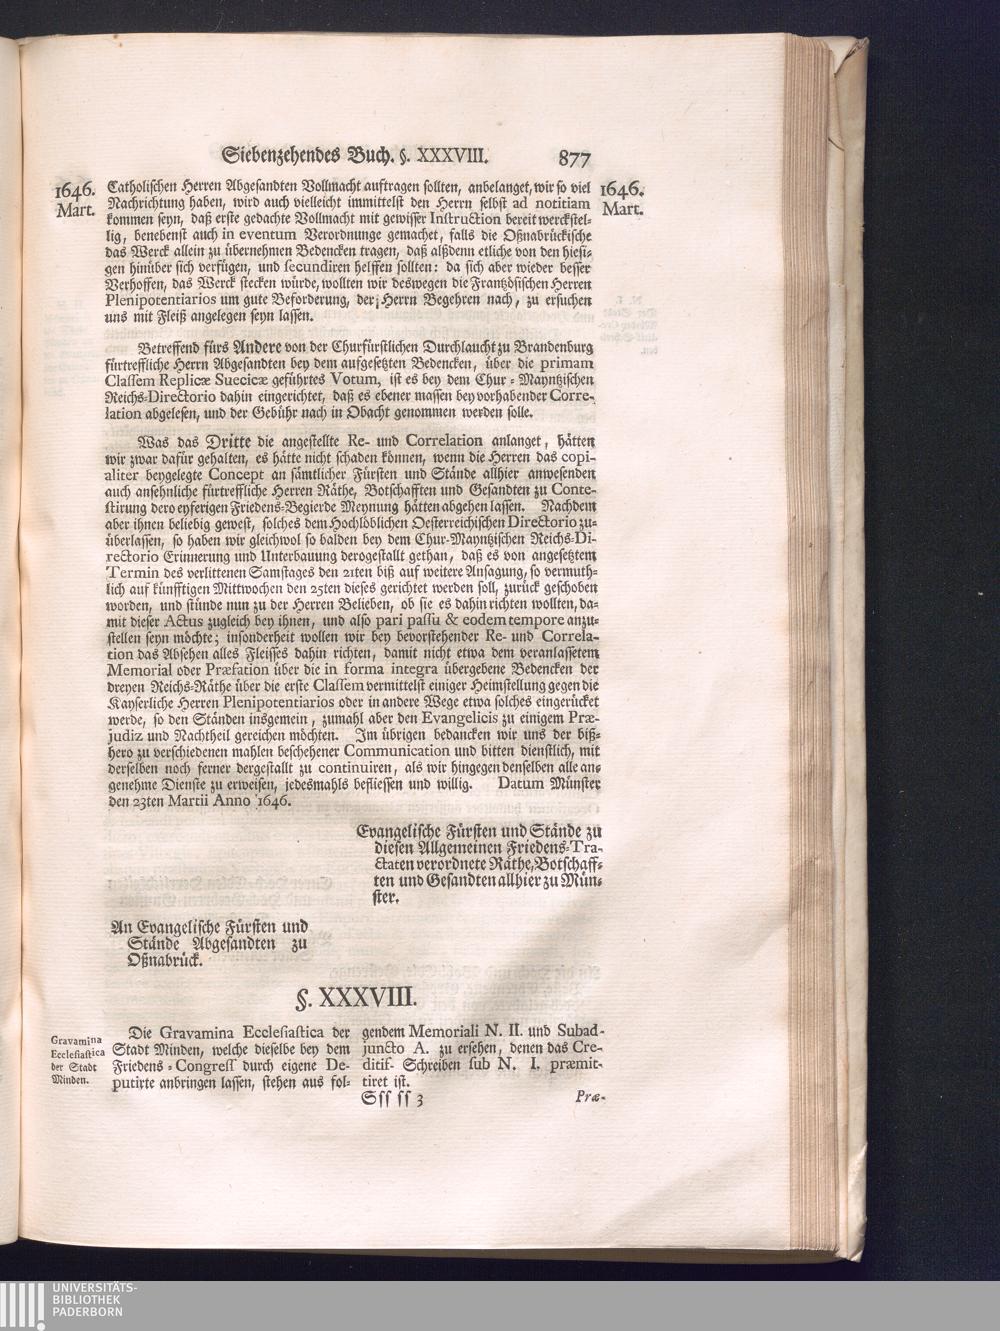 Siebenzehendes Buch. §. XXXVIII. 877
1646. Mart.
1646. Mart.
Catholischen Herren Abgesandten Vollmacht auftragen sollten, anbelanget, wir so viel
Nachrichtung haben, wird auch vielleicht immittelst den Herrn selbst ad notitiam
kommen seyn, daß erste gedachte Vollmacht mit gewisser Instruction bereit werckstel-
lig, benebenst auch in eventum Verordnunge gemachet, falls die Oßnabrückische
das Werck allein zu übernehmen Bedencken tragen, daß alßdenn etliche von den hiesi-
gen hinüber sich verfügen, und secundiren helffen sollten: da sich aber wieder besser
Verhoffen, das Werck stecken würde, wollten wir deswegen die Frantzösischen Herren
Plenipotentiarios um gute Beforderung, der Herrn Begehren nach, zu ersuchen
uns mit Fleiß angelegen seyn lassen.
Betreffend fürs Andere von der Churfürstlichen Durchlaucht zu Brandenburg
fürtreffliche Herrn Abgesandten bey dem aufgesetzten Bedencken, über die primam
Classem Replicæ Suecicæ geführtes Votum, ist es bey dem Chur-Mayntzischen
Reichs-Directorio dahin eingerichtet, daß es ebener massen bey vorhabender Corre-
lation abgelesen, und der Gebühr nach in Obacht genommen werden solle.
Was das Dritte die angestellte Re- und Correlation anlanget, hätten
wir zwar dafür gehalten, es hätte nicht schaden können, wenn die Herren das copi-
aliter beygelegte Concept an sämtlicher Fürsten und Stände allhier anwesenden
auch ansehnliche fürtreffliche Herren Räthe, Botschafften und Gesandten zu Conte-
stirung dero eyferigen Friedens-Begierde Meynung hätten abgehen lassen. Nachdem
aber ihnen beliebig gewest, solches dem Hochlöblichen Oesterreichischen Directorio zu-
überlassen, so haben wir gleichwol so balden bey dem Chur-Mayntzischen Reichs-Di-
rectorio Erinnerung und Unterbauung derogestallt gethan, daß es von angesetztem
Termin des verlittenen Samstages den 21ten biß auf weitere Ansagung, so vermuth-
lich auf künfftigen Mittwochen den 25ten dieses gerichtet werden soll, zurück geschoben
worden, und stünde nun zu der Herren Belieben, ob sie es dahin richten wollten, da-
mit dieser Actus zugleich bey ihnen, und also pari passu & eodem tempore anzu-
stellen seyn möchte; insonderheit wollen wir bey bevorstehender Re- und Correla-
tion das Absehen alles Fleisses dahin richten, damit nicht etwa dem veranlassetem
Memorial oder Præfation über die in forma integra übergebene Bedencken der
dreyen Reichs-Räthe über die erste Classem vermittelst einiger Heimstellung gegen die
Kayserliche Herren Plenipotentiarios oder in andere Wege etwa solches eingerücket
werde, so den Ständen insgemein, zumahl aber den Evangelicis zu einigem Præ-
judiz und Nachtheil gereichen möchten. Im übrigen bedancken wir uns der biß-
hero zu verschiedenen mahlen beschehener Communication und bitten dienstlich, mit
derselben noch ferner dergestallt zu continuiren, als wir hingegen denselben alle an-
genehme Dienste zu erweisen, jedesmahls beflissen und willig. Datum Münster
den 23ten Martii Anno 1646.
Evangelische Fürsten und Stände zu
diesen Allgemeinen Friedens-Tra-
ctaten verordnete Räthe, Botschaff-
ten und Gesandten allhier zu Mün-
ster.
An Evangelische Fürsten und
Stände Abgesandten zu
Oßnabrück.
§. XXXVIII.
Gravamina
Ecclesiastica
der Stadt
Minden.
Die Gravamina Ecclesiastica der
Stadt Minden, welche dieselbe bey dem
Friedens-Congress durch eigene De-
putirte anbringen lassen, stehen aus fol-
gendem Memoriali N. II. und Subad-
juncto A. zu ersehen, denen das Cre-
ditif-Schreiben sub N. I. præmit-
tiret ist.
Sss ss 3 Præ-
UNIVERSITÄTS-
BIBLIOTHEK
PADERBORN